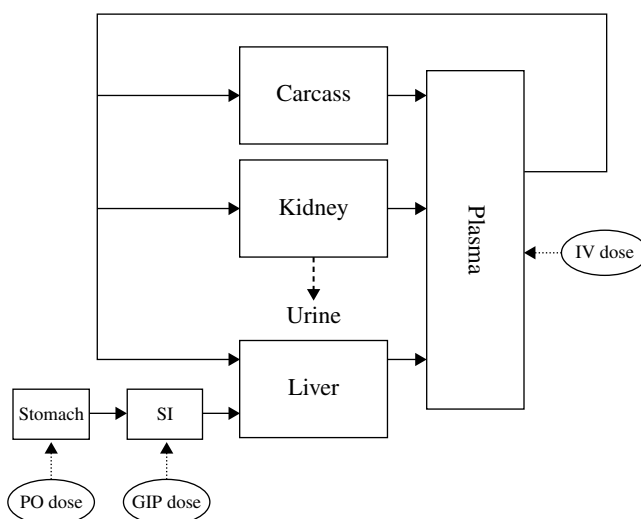 Carcass
Kidney
Plasma
IV dose
Urine
Liver
Stomach
SI
PO dose
GIP dose